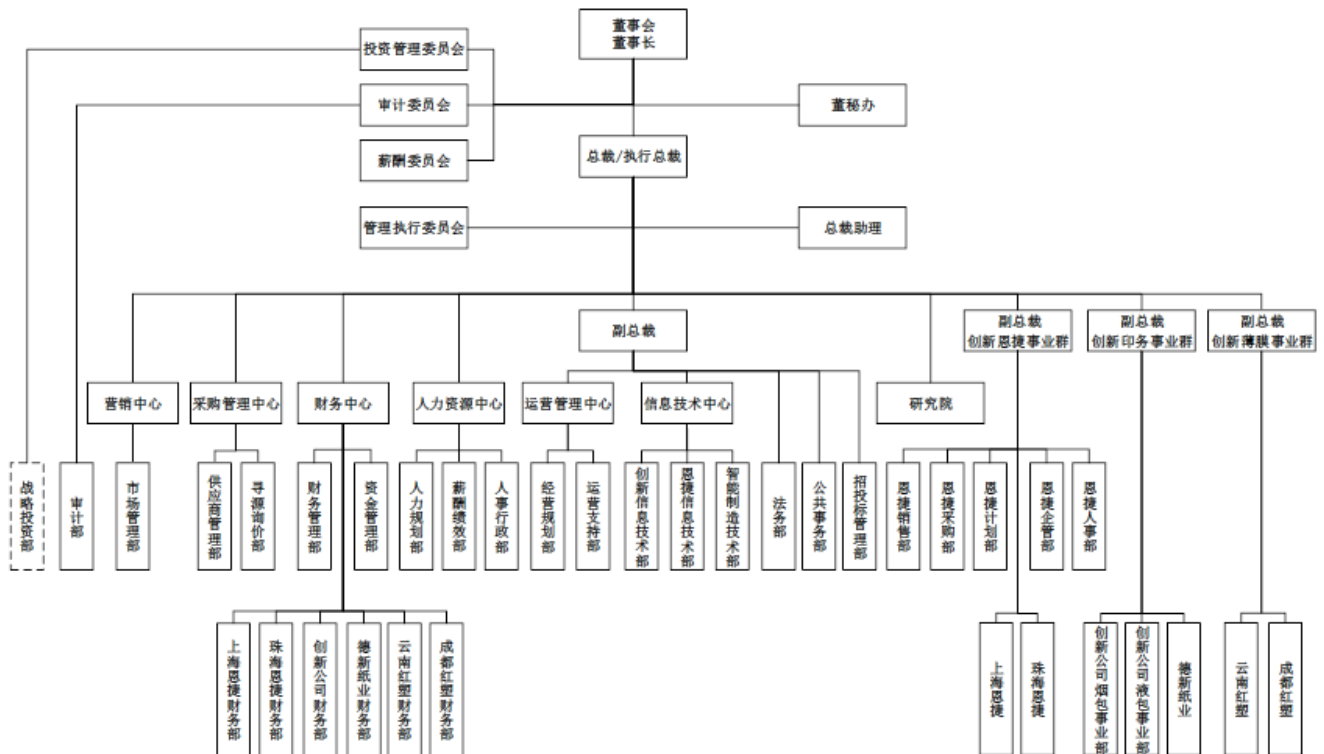 董事会
董事长
投资管理委员会
审计委员会
董秘办
薪酬委员会
总裁/执行总裁
管理执行委员会
总裁助理
副总裁
副总裁
创新恩捷事业群
副总裁
创新印务事业群
副总裁
创新薄膜事业群
营销中心
采购管理中心
财务中心
人力资源中心
运营管理中心
信息技术中心
研究院
战略投资部
审计部
市场管理部
供应商管理部
寻源询价部
财务管理部
资金管理部
人力规划部
薪酬绩效部
人事行政部
经营规划部
运营支持部
创新信息技术部
恩捷信息技术部
智能制造技术部
法务部
公共事务部
招投标管理部
恩捷销售部
恩捷采购部
恩捷计划部
恩捷企管部
恩捷人事部
上海恩捷财务部
珠海恩捷财务部
创新公司财务部
德新纸业财务部
云南红塑财务部
成都红塑财务部
上海恩捷
珠海恩捷
创新公司烟包事业部
创新公司液包事业部
德新纸业
云南红塑
成都红塑